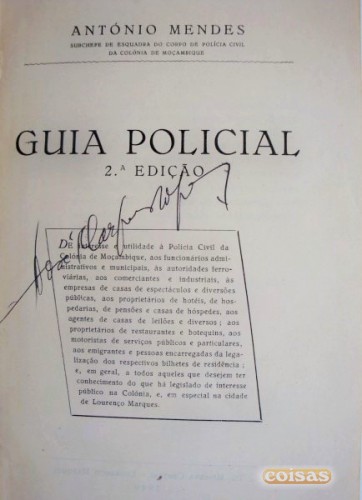 ANTÓNIO MENDES
SUBCHEFE DE ESQUADRA DO CORPO DE POLÍCIA CIVIL
DA COLÓNIA DE MOÇAMBIQUE
GUIA POLICIAL
2.ª EDIÇÃO
DÉ interesse e utilidade à Polícia Civil da
Colónia de Moçambique, aos funcionários admi-
nistrativos e municipais, às autoridades ferro-
viárias, aos comerciantes e industriais, às
empresas de casas de espectáculos e diversões
públicas, aos proprietários de hotéis, de hos-
pedarias, de pensões e casas de hóspedes, aos
agentes de casas de leilões e diversos; aos
proprietários de restaurantes e botequins, aos
motoristas de serviços públicos e particulares,
aos emigrantes e pessoas encarregadas da lega-
lização dos respectivos bilhetes de residência;
e, em geral, a todos aqueles que desejem ter
conhecimento do que há legislado de interesse
público na Colónia, e, em especial na cidade
de Lourenço Marques.
coisas